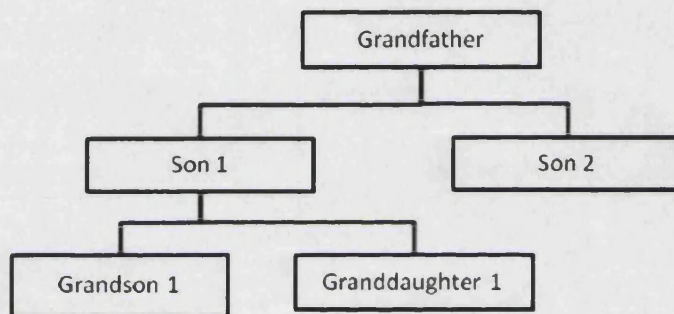 Grandfather
Son 1
Son 2
Grandson 1
Granddaughter 1